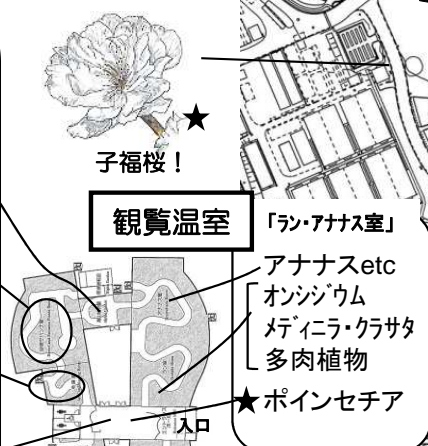 ★
子福桜！
観覧温室
「ラン・アナナス室」
アナナスetc
オンシジウム
メディニラ・クラサタ
多肉植物
★ポインセチア
入口